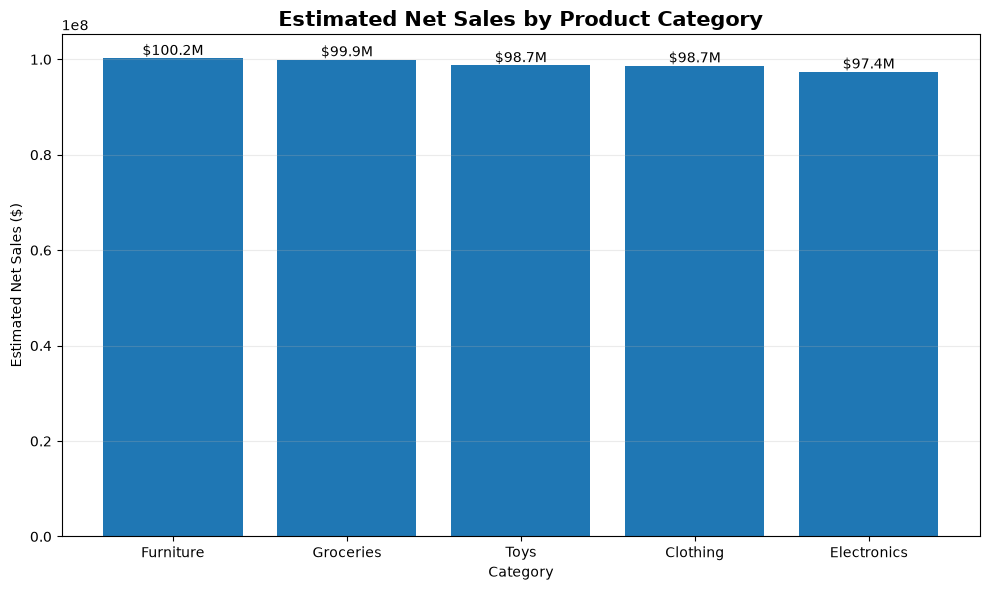 Estimated Net Sales by Product Category
1e8
Estimated Net Sales ($)
1.0
0.8
0.6
0.4
0.2
0.0
$100.2M
$99.9M
$98.7M
$98.7M
$97.4M
Furniture
Groceries
Toys
Clothing
Electronics
Category